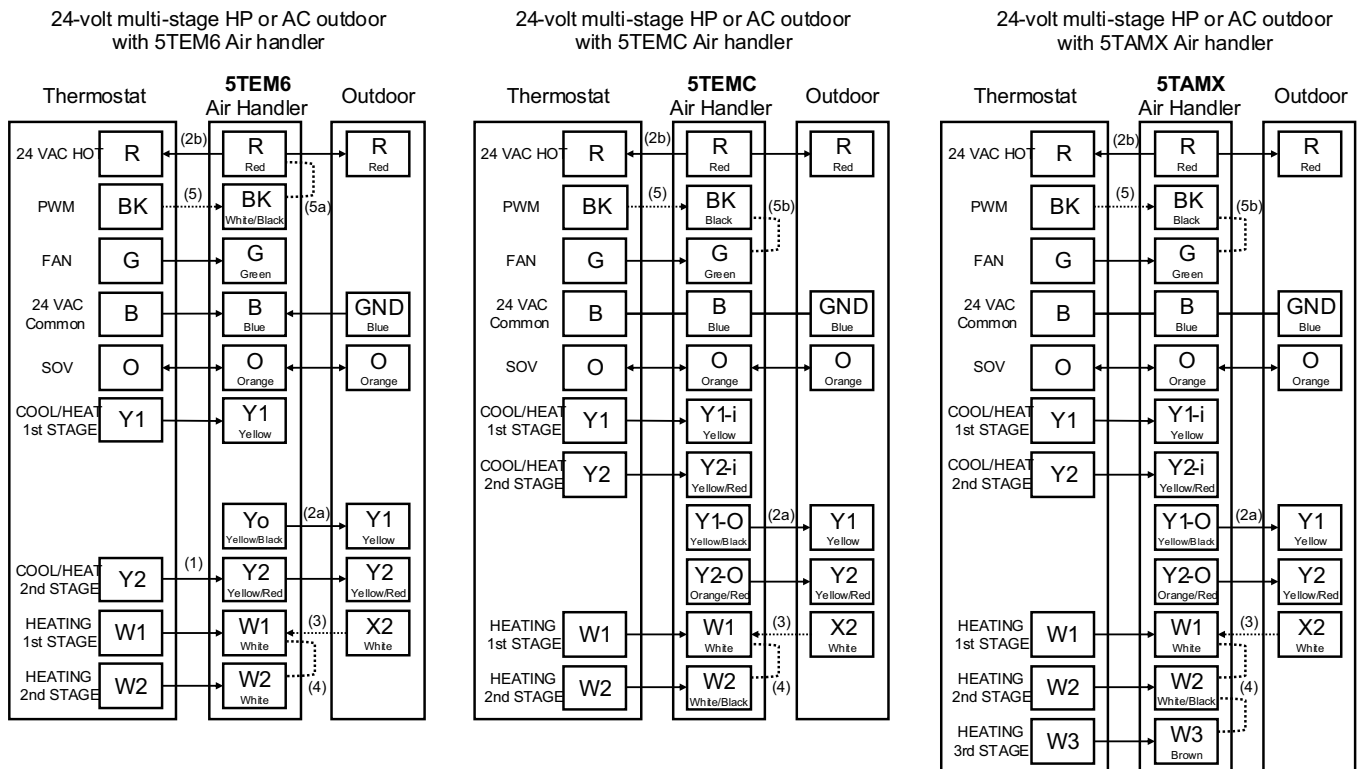 24-volt multi-stage HP or AC outdoor
with 5TEM6 Air handler
Thermostat
5TEM6
Air Handler
Outdoor
24 VAC HOT
R
(2b)
R
Red
R
Red
PWM
BK
(5)
BK
White/Black
(5a)
FAN
G
G
Green
24 VAC
Common
B
B
Blue
GND
Blue
SOV
O
O
Orange
O
Orange
COOL/HEAT
1st STAGE
Y1
Y1
Yellow
Yo
Yellow/Black
(2a)
Y1
Yellow
COOL/HEAT
2nd STAGE
Y2
(1)
Y2
Yellow/Red
Y2
Yellow/Red
HEATING
1st STAGE
W1
W1
White
(3)
X2
White
HEATING
2nd STAGE
W2
W2
White
(4)
24-volt multi-stage HP or AC outdoor
with 5TEMC Air handler
Thermostat
5TEMC
Air Handler
Outdoor
24 VAC HOT
R
(2b)
R
Red
R
Red
PWM
BK
(5)
BK
Black
(5b)
FAN
G
G
Green
24 VAC
Common
B
B
Blue
GND
Blue
SOV
O
O
Orange
O
Orange
COOL/HEAT
1st STAGE
Y1
Y1-i
Yellow
COOL/HEAT
2nd STAGE
Y2
Y2-i
Yellow/Red
Y1-O
Yellow/Black
(2a)
Y1
Yellow
Y2-O
Orange/Red
Y2
Yellow/Red
HEATING
1st STAGE
W1
W1
White
(3)
X2
White
HEATING
2nd STAGE
W2
W2
White/Black
(4)
24-volt multi-stage HP or AC outdoor
with 5TAMX Air handler
Thermostat
5TAMX
Air Handler
Outdoor
24 VAC HOT
R
(2b)
R
Red
R
Red
PWM
BK
(5)
BK
Black
(5b)
FAN
G
G
Green
24 VAC
Common
B
B
Blue
GND
Blue
SOV
O
O
Orange
O
Orange
COOL/HEAT
1st STAGE
Y1
Y1-i
Yellow
COOL/HEAT
2nd STAGE
Y2
Y2-i
Yellow/Red
Y1-O
Yellow/Black
(2a)
Y1
Yellow
Y2-O
Orange/Red
Y2
Yellow/Red
HEATING
1st STAGE
W1
W1
White
(3)
X2
White
HEATING
2nd STAGE
W2
W2
White/Black
(4)
HEATING
3rd STAGE
W3
W3
Brown